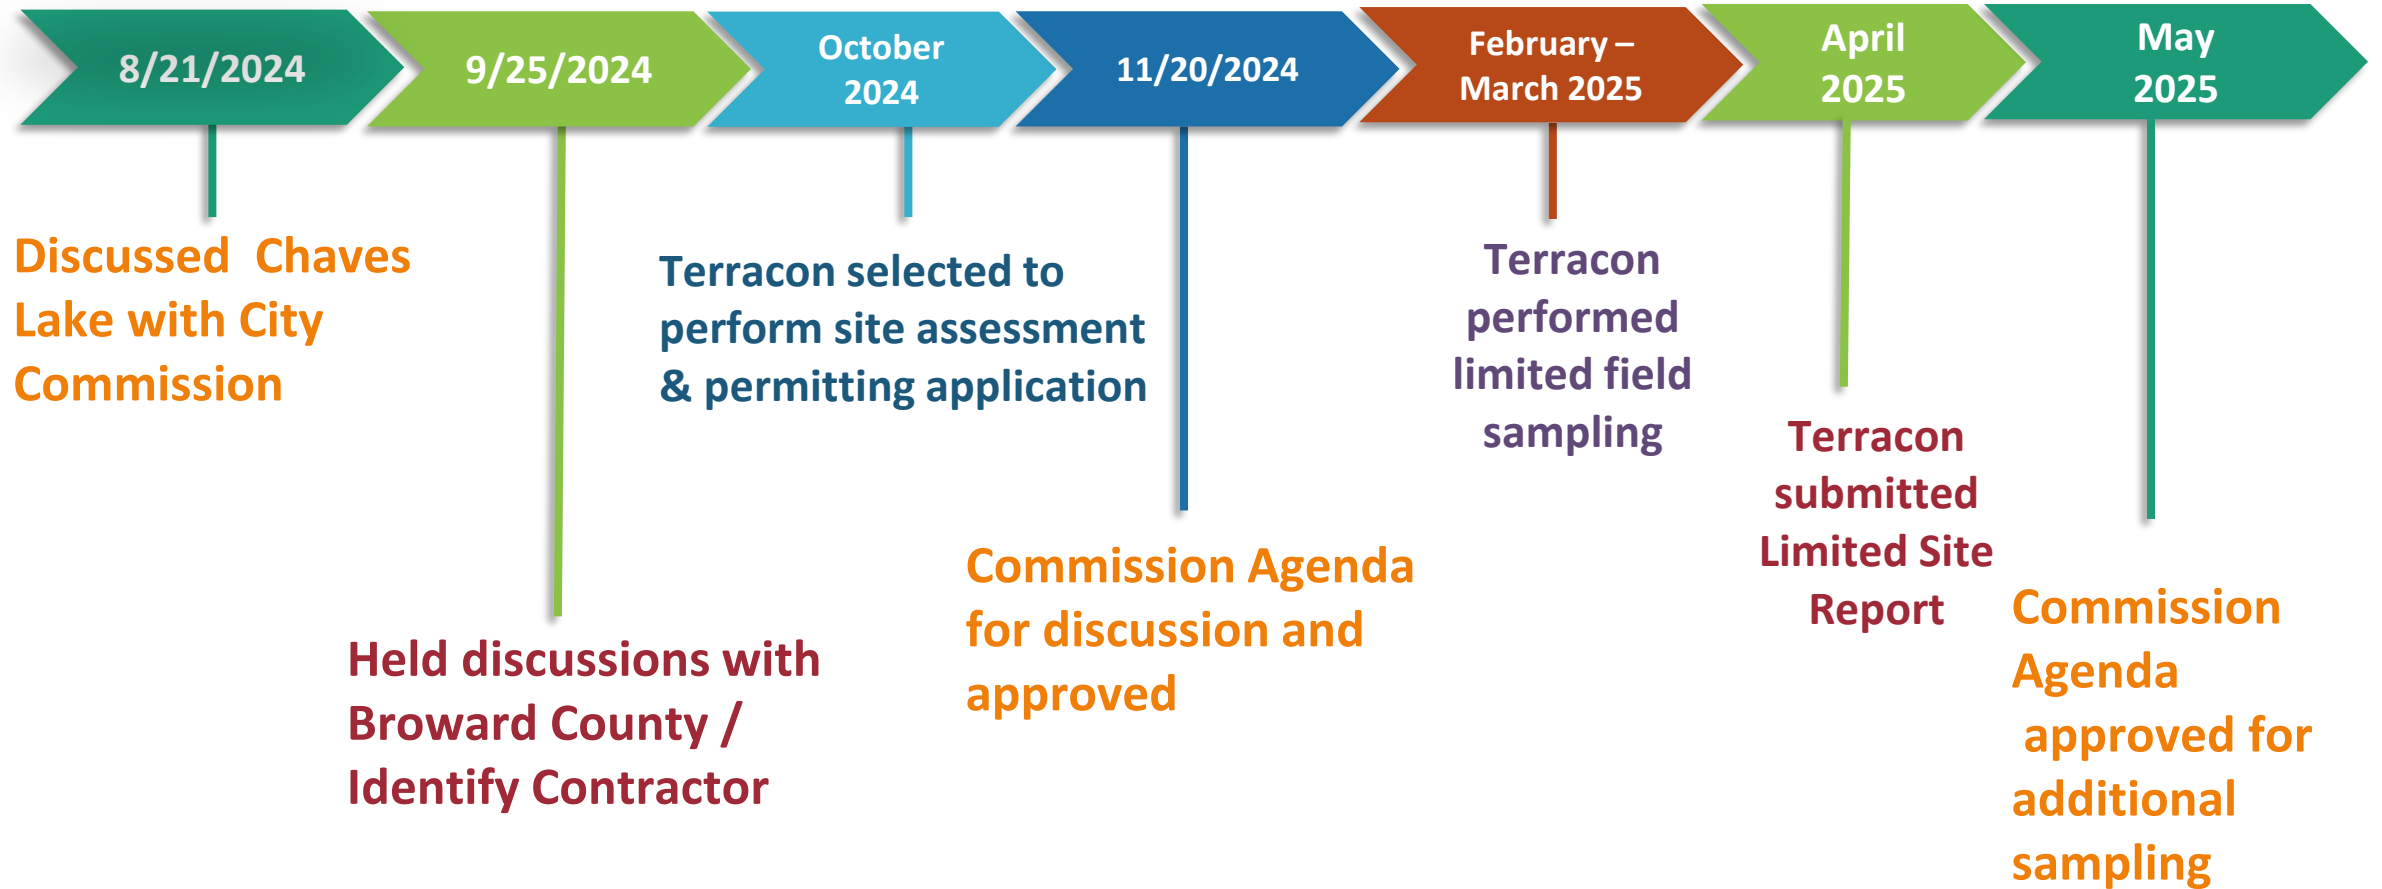 8/21/2024
9/25/2024
October
2024
11/20/2024
February –
March 2025
April
2025
May
2025
Discussed  Chaves
Lake with City
Commission
Held discussions with
Broward County /
Identify Contractor
Terracon selected to
perform site assessment
& permitting application
Commission Agenda
for discussion and
approved
Terracon
performed
limited field
sampling
Terracon
submitted
Limited Site
Report
Commission
Agenda
approved for
additional
sampling